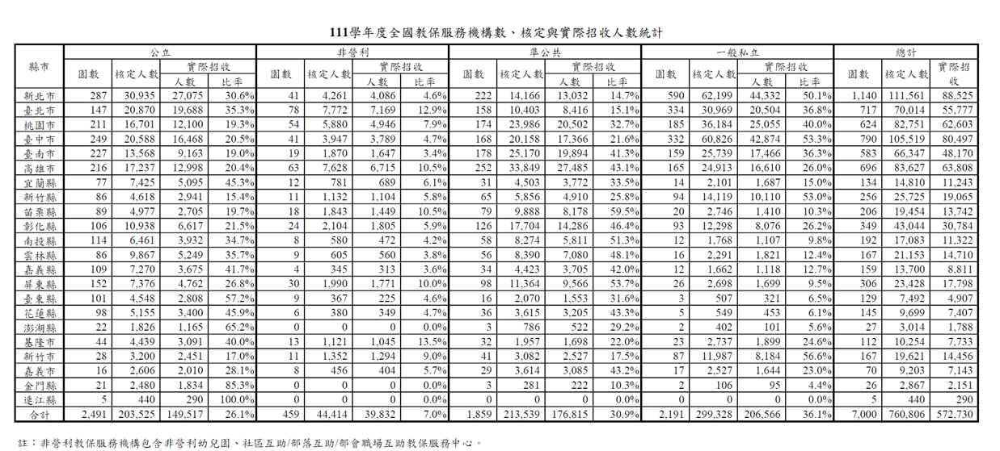 111學年度全國教保服務機構數、核定與實際招收人數統計
縣市 公立 非營利 準公共 一般私立 總計
園數 核定人數 實際招收 園數 核定人數 實際招收 園數 核定人數 實際招收 園數 核定人數 實際招收 園數 核定人數 實際招收
人數 比率 人數 比率 人數 比率 人數 比率
新北市 287 30,935 27,075 30.6% 41 4,261 4,086 4.6% 222 14,166 13,032 14.7% 590 62,199 44,332 50.1% 1,140 111,561 88,525
臺北市 147 20,870 19,688 35.3% 78 7,772 7,169 12.9% 158 10,403 8,416 15.1% 334 30,969 20,504 36.8% 717 70,014 55,777
桃園市 211 16,701 12,100 19.3% 54 5,880 4,946 7.9% 174 23,986 20,502 32.7% 185 36,184 25,055 40.0% 624 82,751 62,603
臺中市 249 20,588 16,468 20.5% 41 3,947 3,789 4.7% 168 20,158 17,366 21.6% 332 60,826 42,874 53.3% 790 105,519 80,497
臺南市 227 13,568 9,163 19.0% 19 1,870 1,647 3.4% 178 25,170 19,894 41.3% 159 25,739 17,466 36.3% 583 66,347 48,170
高雄市 216 17,237 12,998 20.4% 63 7,628 6,715 10.5% 252 33,849 27,485 43.1% 165 24,913 16,610 26.0% 696 83,627 63,808
宜蘭縣 77 7,425 5,095 45.3% 12 781 689 6.1% 31 4,503 3,772 33.5% 14 2,101 1,687 15.0% 134 14,810 11,243
新竹縣 86 4,618 2,941 15.4% 11 1,132 1,104 5.8% 65 5,856 4,910 25.8% 94 14,119 10,110 53.0% 256 25,725 19,065
苗栗縣 89 4,977 2,705 19.7% 18 1,843 1,449 10.5% 79 9,888 8,178 59.5% 20 2,746 1,410 10.3% 206 19,454 13,742
彰化縣 106 10,938 6,617 21.5% 24 2,104 1,805 5.9% 126 17,704 14,286 46.4% 93 12,298 8,076 26.2% 349 43,044 30,784
南投縣 114 6,461 3,932 34.7% 8 580 472 4.2% 58 8,274 5,811 51.3% 12 1,768 1,107 9.8% 192 17,083 11,322
雲林縣 86 9,867 5,249 35.7% 9 605 560 3.8% 56 8,390 7,080 48.1% 16 2,291 1,821 12.4% 167 21,153 14,710
嘉義縣 109 7,270 3,675 41.7% 4 345 313 3.6% 34 4,423 3,705 42.0% 12 1,662 1,118 12.7% 159 13,700 8,811
屏東縣 152 7,376 4,762 26.8% 30 1,990 1,771 10.0% 98 11,364 9,566 53.7% 26 2,698 1,699 9.5% 306 23,428 17,798
臺東縣 101 4,548 2,808 57.2% 9 367 225 4.6% 16 2,070 1,553 31.6% 3 507 321 6.5% 129 7,492 4,907
花蓮縣 98 5,155 3,400 45.9% 6 380 349 4.7% 36 3,615 3,205 43.3% 5 549 453 6.1% 145 9,699 7,407
澎湖縣 22 1,826 1,165 65.2% 0 0 0 0.0% 3 786 522 29.2% 2 402 101 5.6% 27 3,014 1,788
基隆市 44 4,439 3,091 40.0% 13 1,121 1,045 13.5% 32 1,957 1,698 22.0% 23 2,737 1,899 24.6% 112 10,254 7,733
新竹市 28 3,200 2,451 17.0% 11 1,352 1,294 9.0% 41 3,082 2,527 17.5% 87 11,987 8,184 56.6% 167 19,621 14,456
嘉義市 16 2,606 2,010 28.1% 8 456 404 5.7% 29 3,614 3,085 43.2% 17 2,527 1,644 23.0% 70 9,203 7,143
金門縣 21 2,480 1,834 85.3% 0 0 0 0.0% 3 281 222 10.3% 2 106 95 4.4% 26 2,867 2,151
連江縣 5 440 290 100.0% 0 0 0 0.0% 0 0 0 0.0% 0 0 0 0.0% 5 440 290
合計 2,491 203,525 149,517 26.1% 459 44,414 39,832 7.0% 1,859 213,539 176,815 30.9% 2,191 299,328 206,566 36.1% 7,000 760,806 572,730
註：非營利教保服務機構包含非營利幼兒園、社區互助/部落互助/部會職場互助教保服務中心。